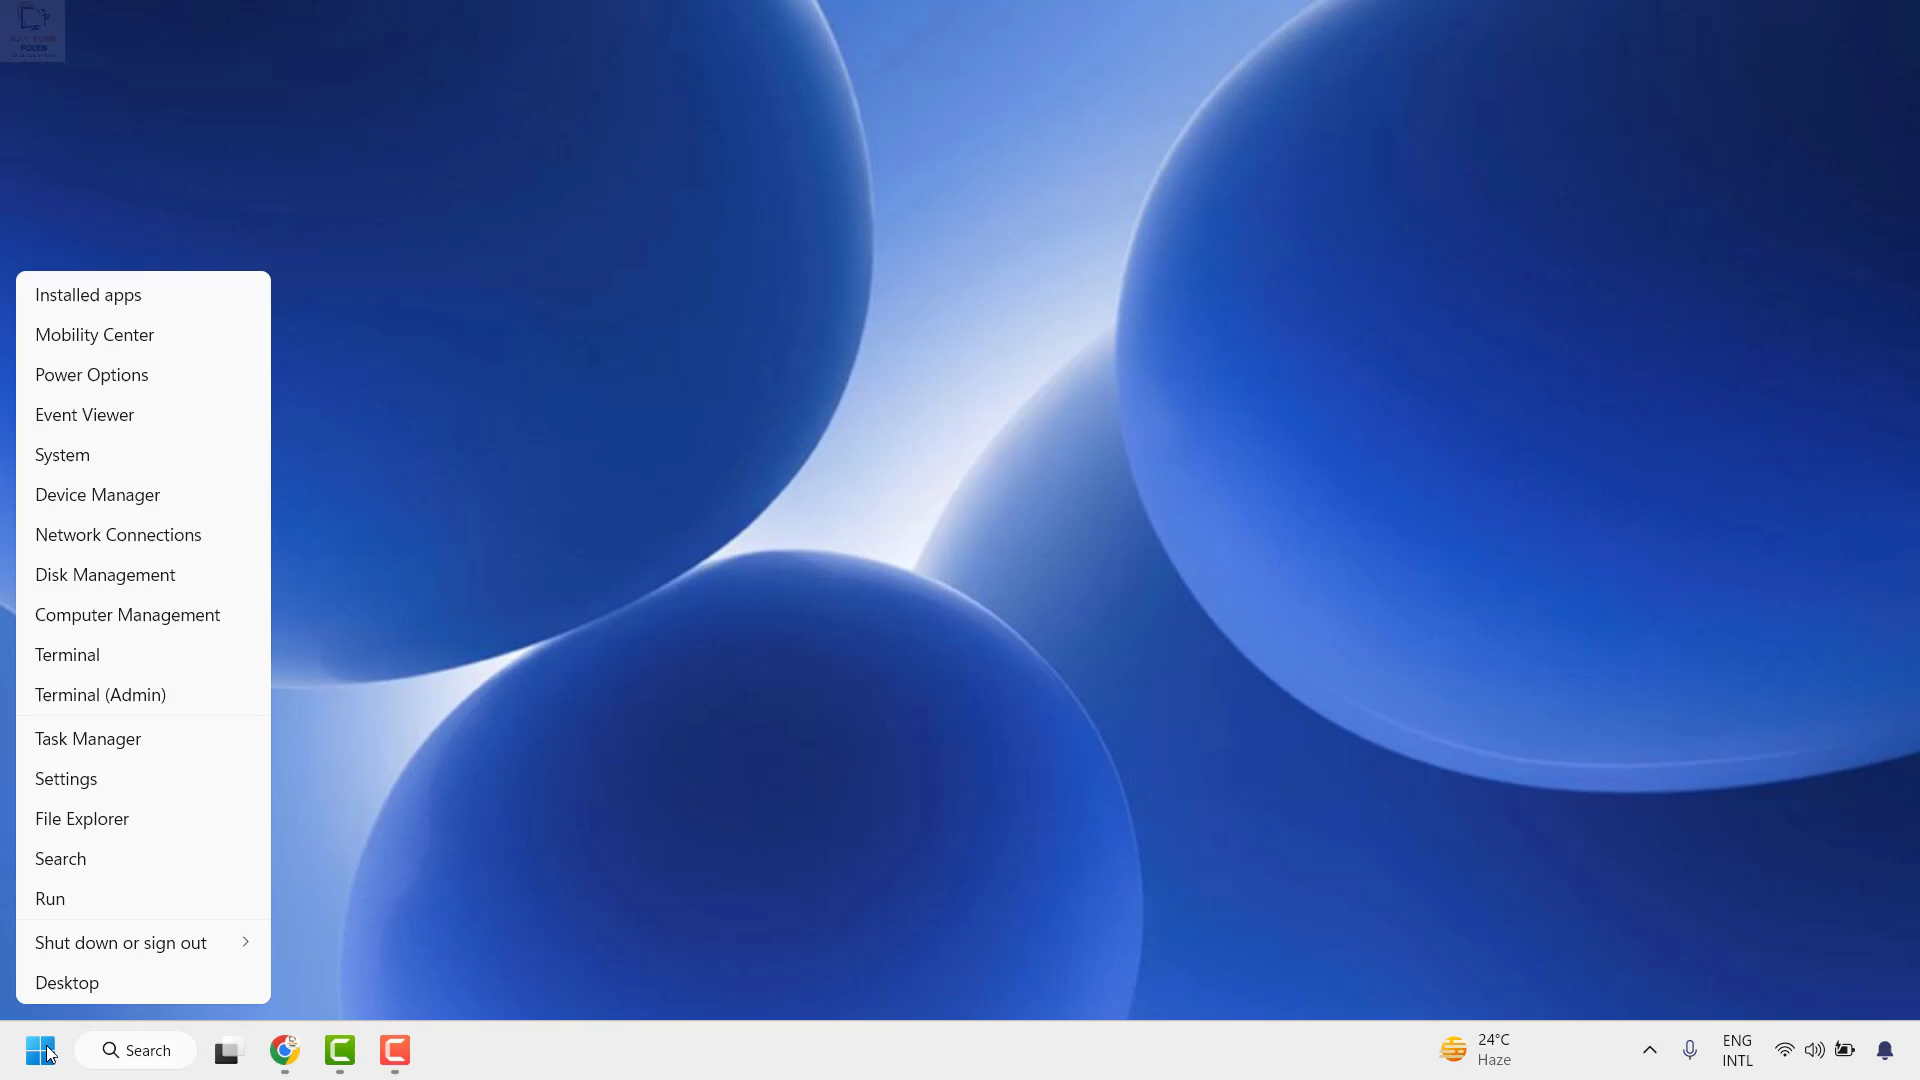 PIXEIS
Installed apps
Mobility Center
Power Options
Event Viewer
System
Device Manager
Network Connections
Disk Management
Computer Management
Terminal
Terminal (Admin)
Task Manager
Settings
File Explorer
Search
Run
Shut down or sign out
Desktop
Search
24°C
Haze
ENG
INTL